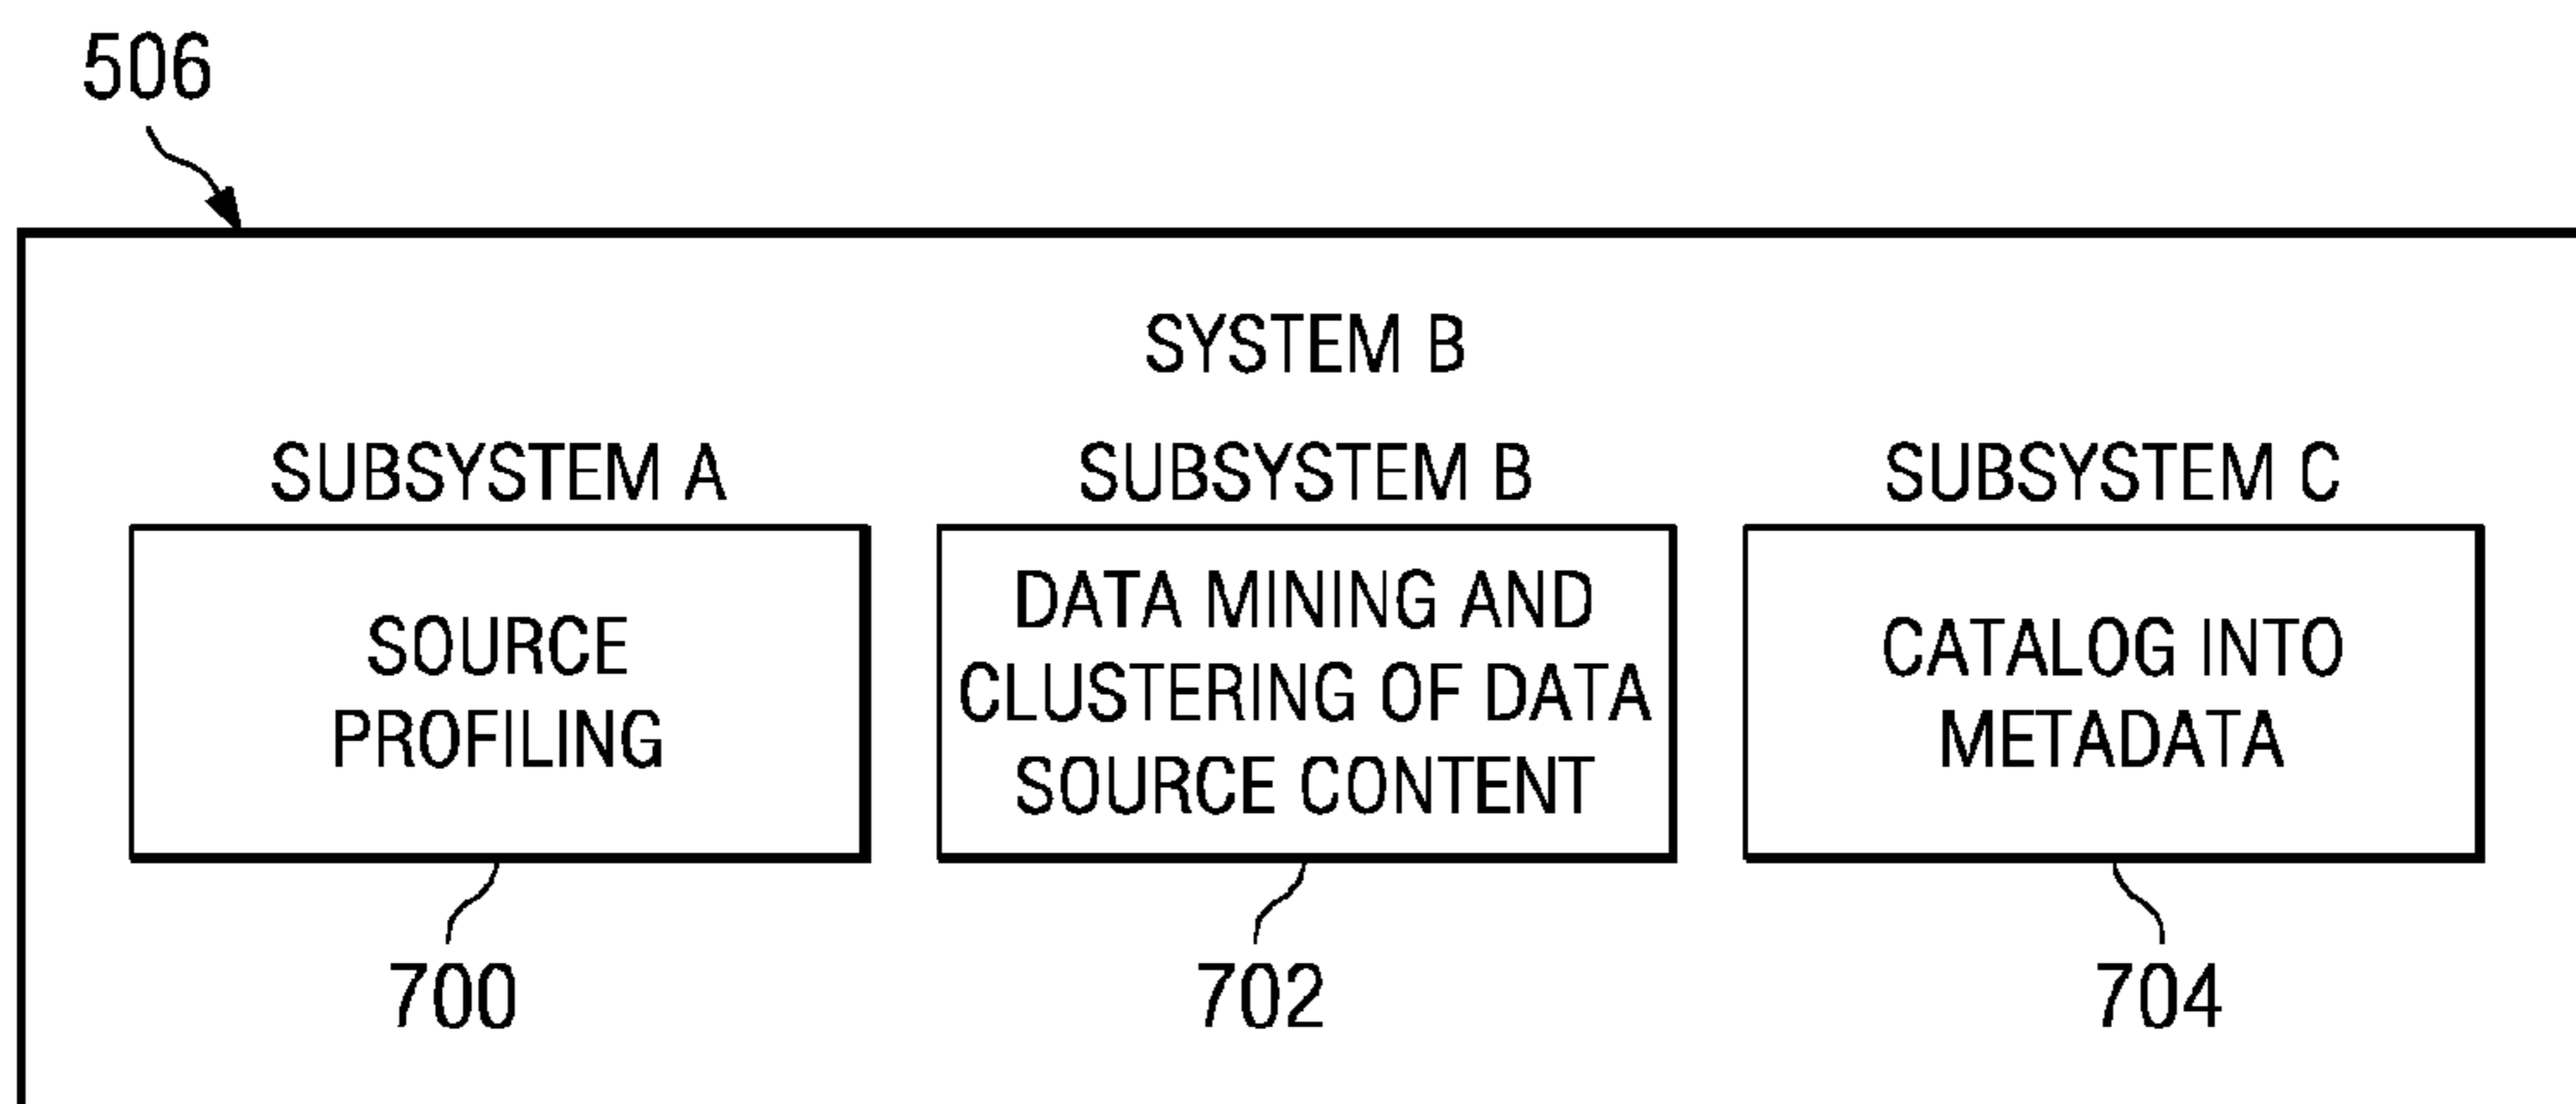 506
SYSTEM B
SUBSYSTEM A
SUBSYSTEM B
SUBSYSTEM C
SOURCE
PROFILING
DATA MINING AND
CLUSTERING OF DATA
SOURCE CONTENT
CATALOG INTO
METADATA
700
702
704